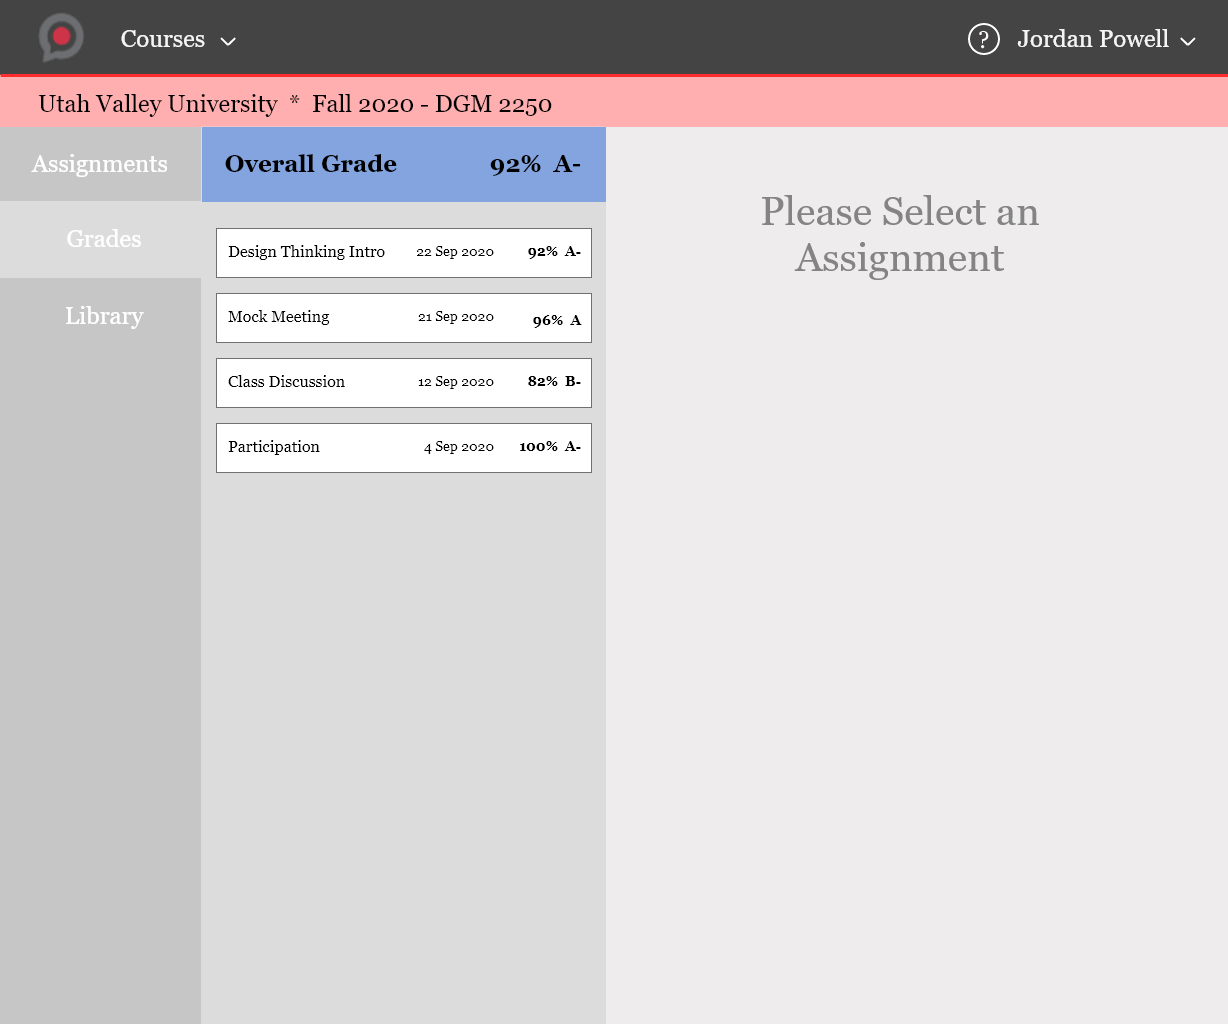 Courses
? Jordan Powell
Utah Valley University * Fall 2020 - DGM 2250
Assignments
Grades
Library
Overall Grade 92% A-
Design Thinking Intro 22 Sep 2020 92% A-
Mock Meeting 21 Sep 2020 96% A
Class Discussion 12 Sep 2020 82% B-
Participation 4 Sep 2020 100% A-
Please Select an
Assignment